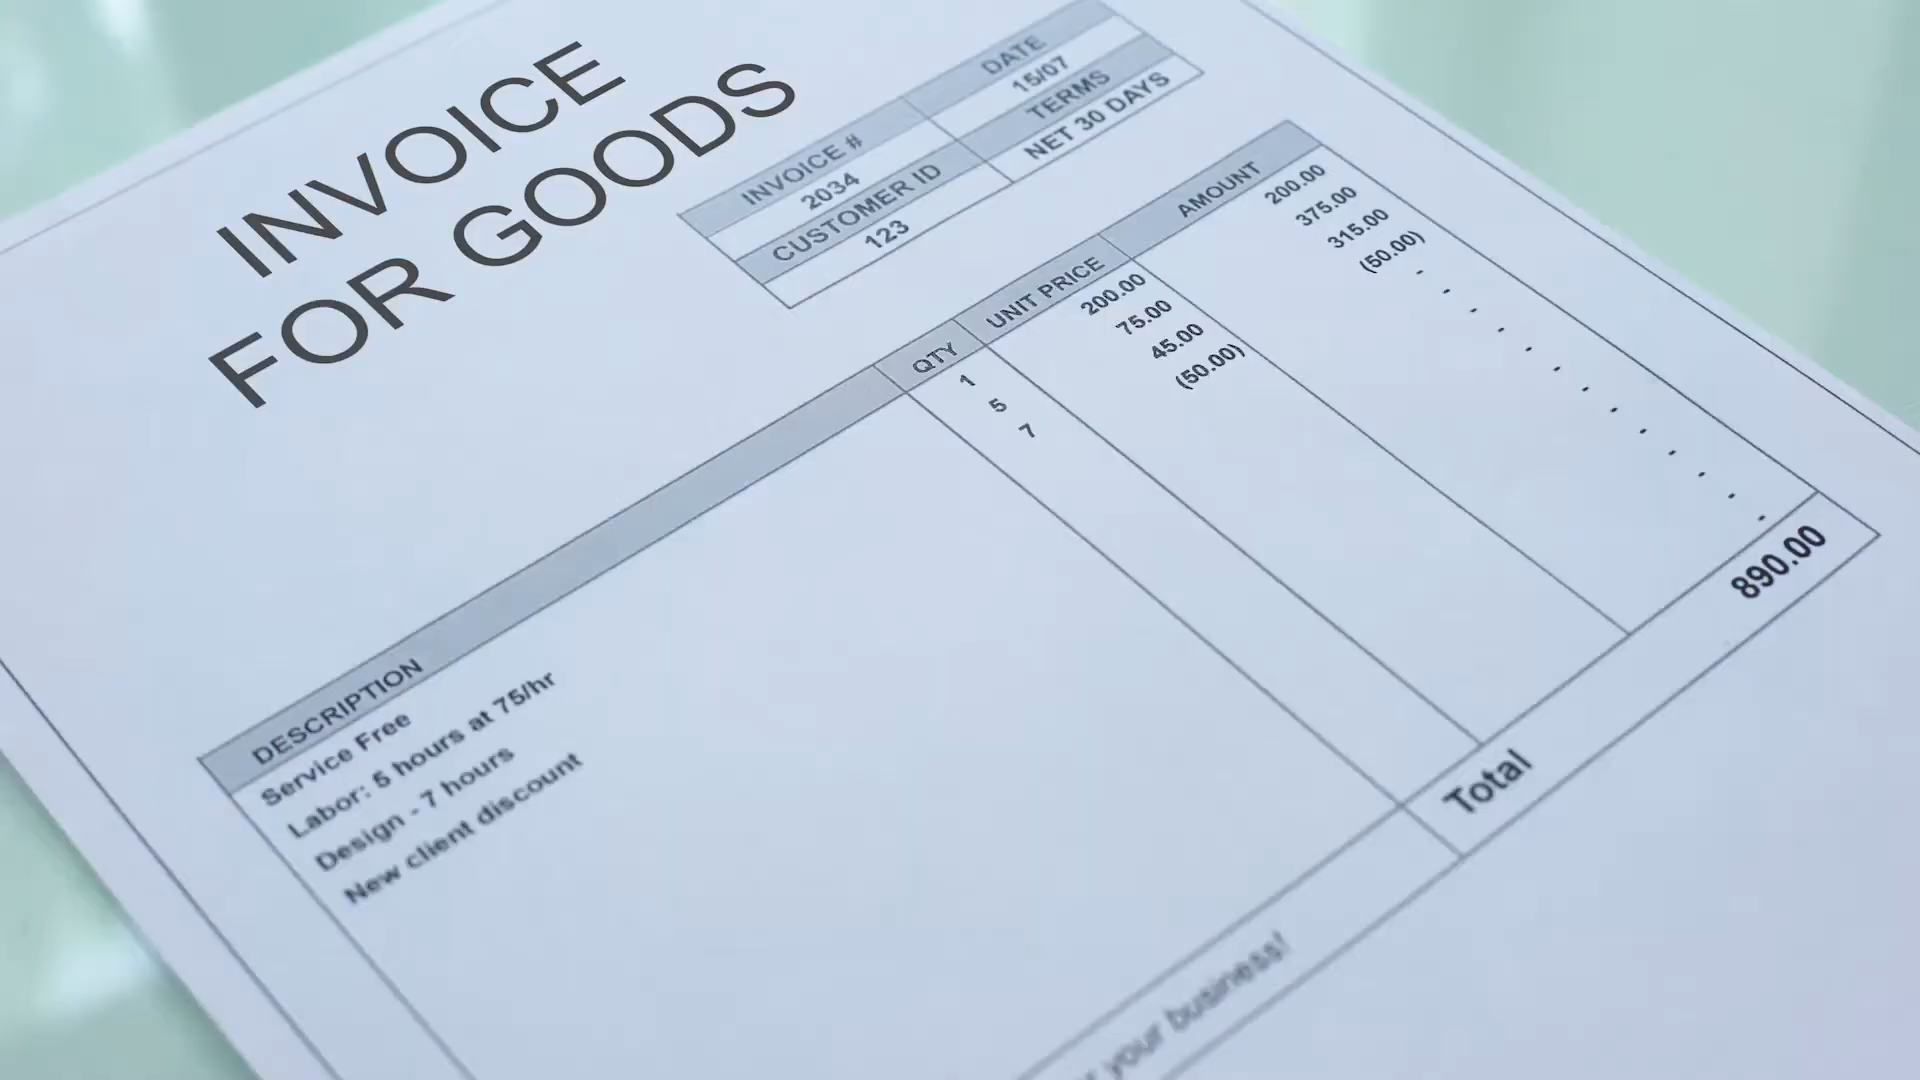 INVOICE
FOR GOODS
INVOICE # DATE
2034 15/07
CUSTOMER ID TERMS
123 NET 30 DAYS
DESCRIPTION QTY UNIT PRICE AMOUNT
Service Free 1 200.00 200.00
Labor: 5 hours at 75/hr 5 75.00 375.00
Design - 7 hours 7 45.00 315.00
New client discount (50.00) (50.00)
-
-
-
-
-
-
-
-
-
-
-
-
-
Total 890.00
your business!